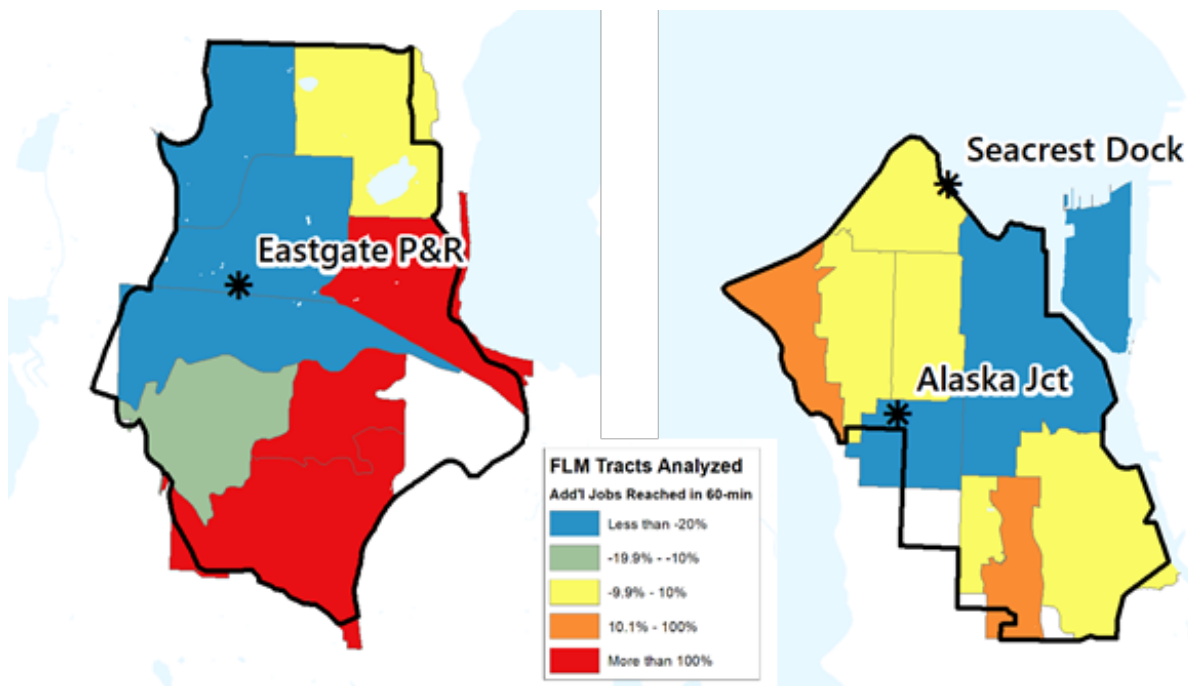 Eastgate P&R
Seacrest Dock
Alaska Jct
FLM Tracts Analyzed
Add'l Jobs Reached in 60-min
Less than -20%
-19.9% - -10%
-9.9% - 10%
10.1% - 100%
More than 100%